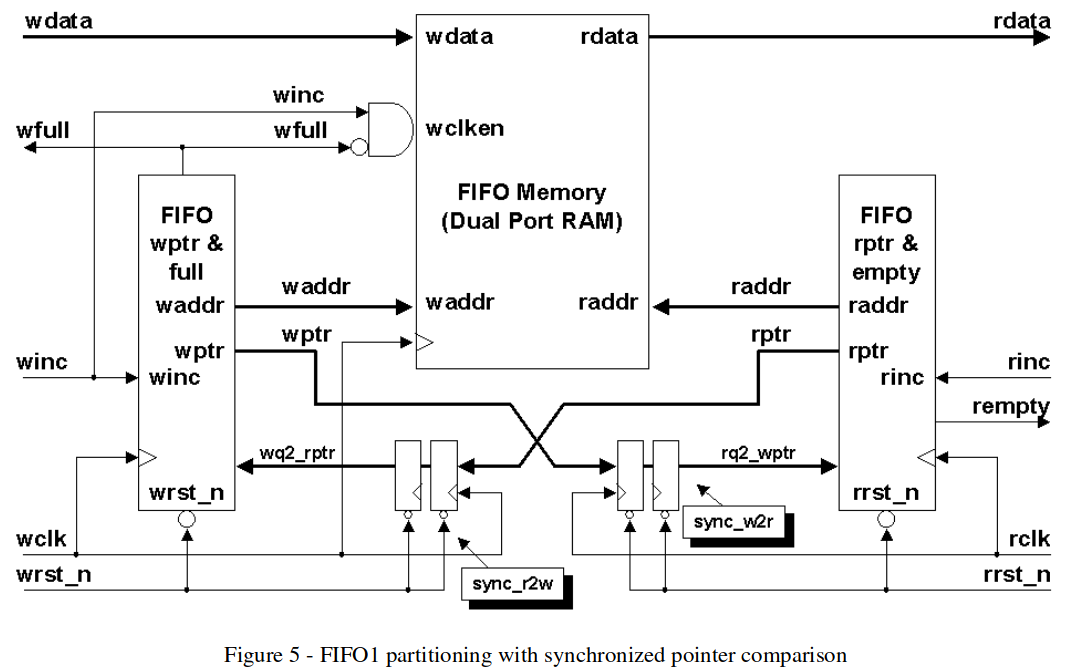 wdata
rdata
wdata
rdata
winc
wfull
wfull
wclken
FIFO Memory
(Dual Port RAM)
FIFO
wptr &
full
FIFO
rptr &
empty
waddr
waddr
waddr
raddr
raddr
raddr
wptr
wptr
rptr
rptr
winc
winc
rinc
rinc
rempty
wq2_rptr
rq2_wptr
wrst_n
rrst_n
sync_w2r
wclk
rclk
wrst_n
sync_r2w
rrst_n
Figure 5 - FIFO1 partitioning with synchronized pointer comparison